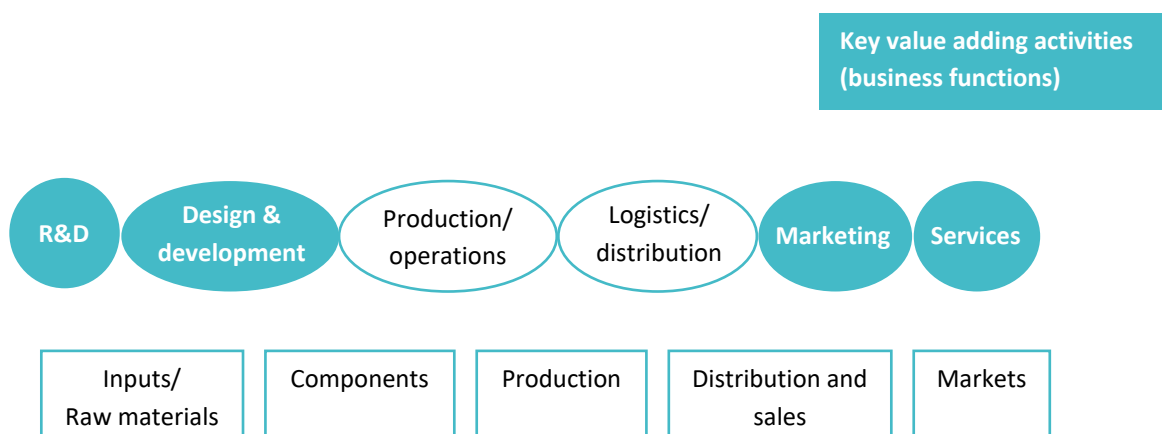 Key value adding activities
(business functions)
R&D
Design &
development
Production/
operations
Logistics/
distribution
Marketing
Services
Inputs/
Raw materials
Components
Production
Distribution and
sales
Markets